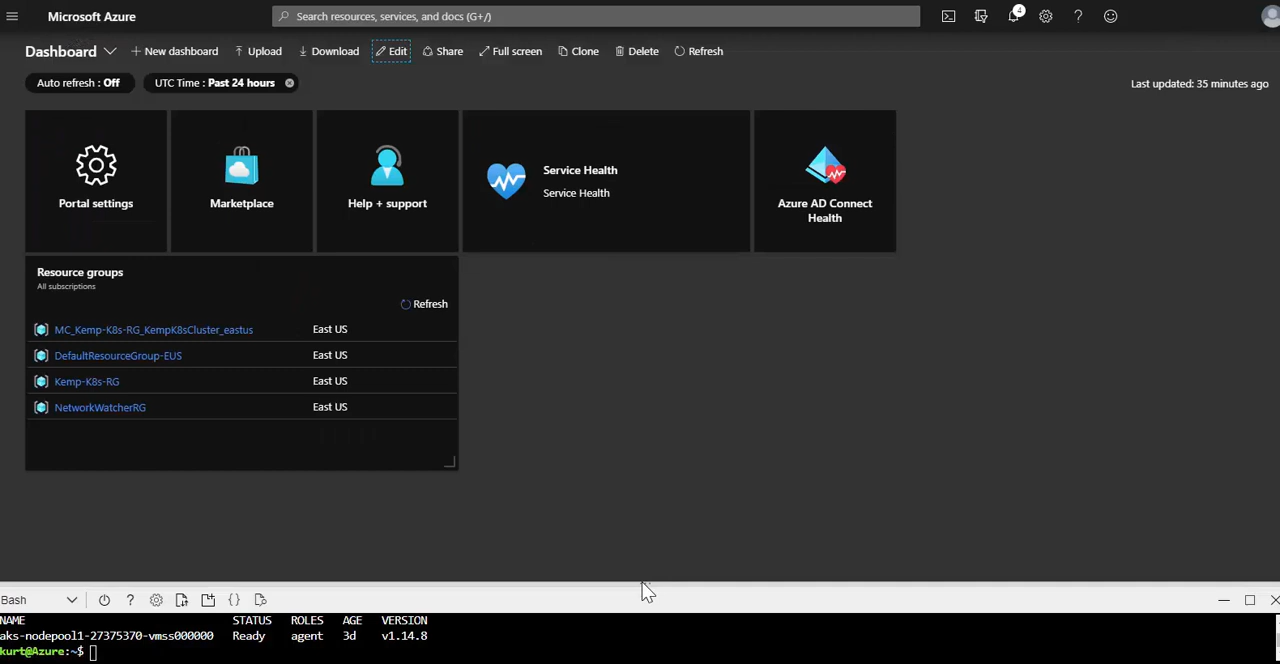 Microsoft Azure
Search resources, services, and docs (G+/)
4
Dashboard
New dashboard
Upload
Download
Edit
Share
Full screen
Clone
Delete
Refresh
Auto refresh : Off
UTC Time : Past 24 hours
Last updated: 35 minutes ago
Portal settings
Marketplace
Help + support
Service Health
Service Health
Azure AD Connect
Health
Resource groups
All subscriptions
Refresh
MC_Kemp-K8s-RG_KempK8sCluster_eastus East US
DefaultResourceGroup-EUS East US
Kemp-K8s-RG East US
NetworkWatcherRG East US
Bash
NAME STATUS ROLES AGE VERSION
aks-nodepool1-27375370-vmss000000 Ready agent 3d v1.14.8
kurt@Azure:~$